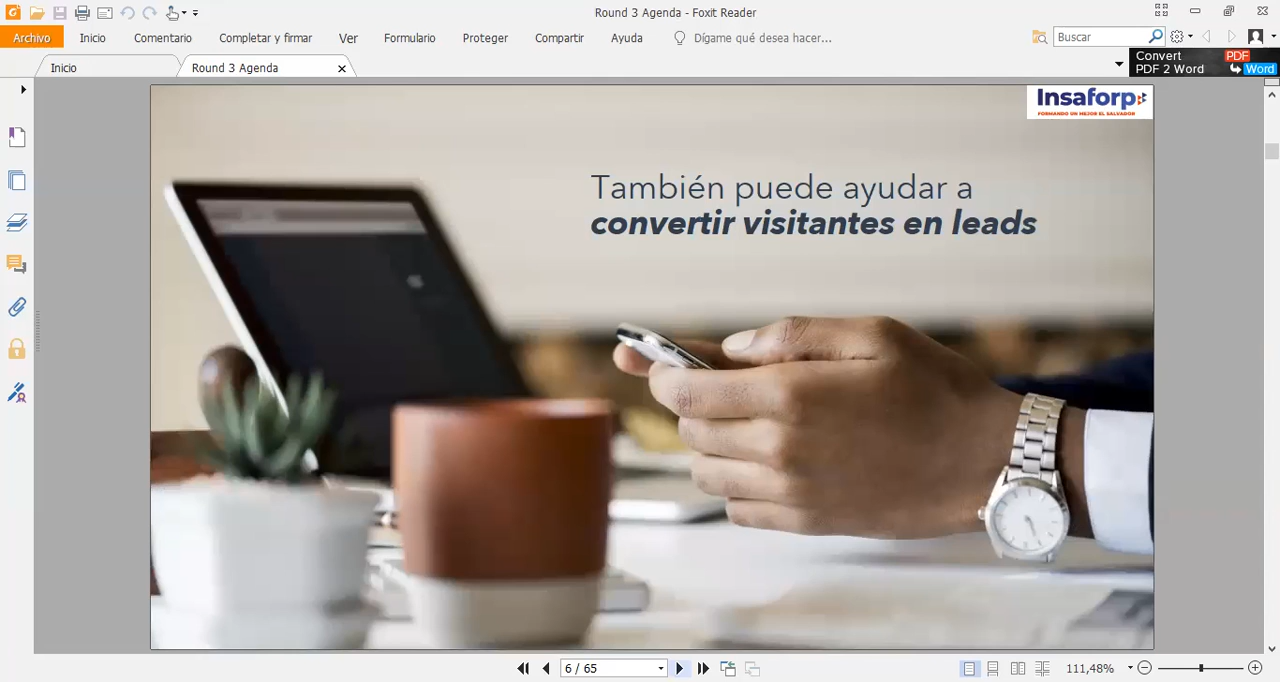 Round 3 Agenda - Foxit Reader
Archivo Inicio Comentario Completar y firmar Ver Formulario Proteger Compartir Ayuda Dígame qué desea hacer... Buscar
Inicio Round 3 Agenda
Convert PDF
PDF 2 Word Word
Insaforp
FORMANDO UN MEJOR EL SALVADOR
También puede ayudar a
convertir visitantes en leads
6 / 65 111,48%